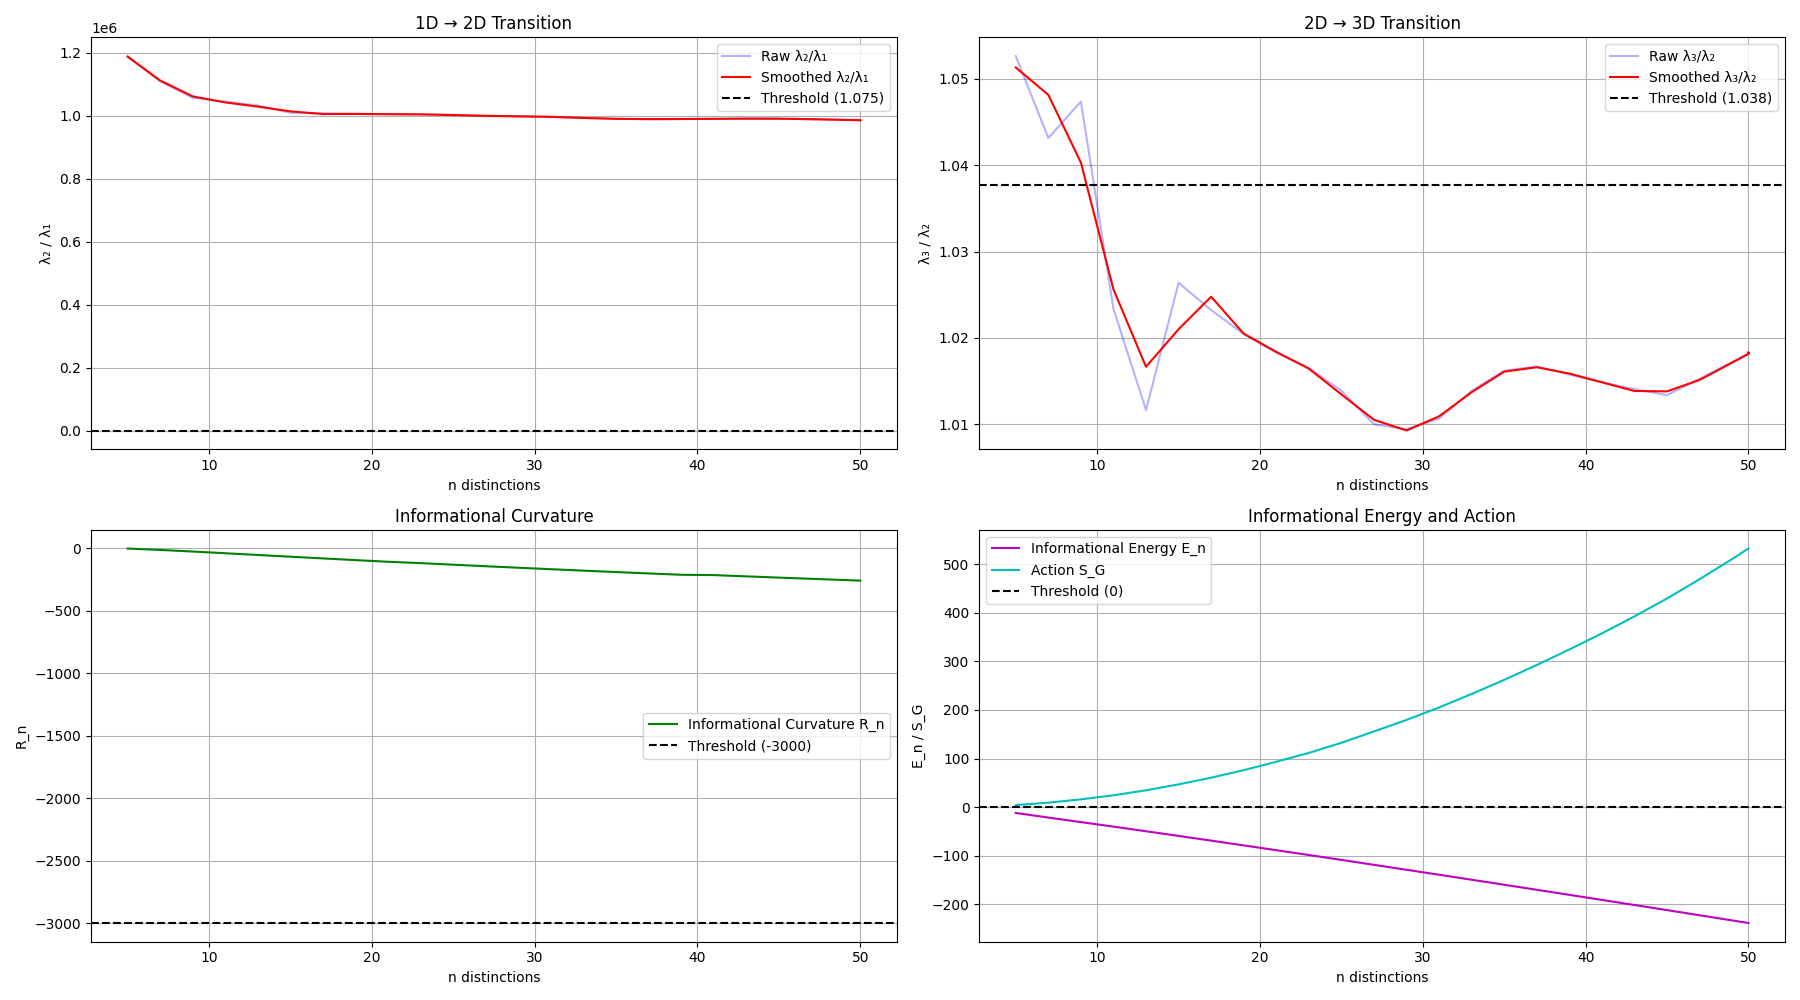 1D → 2D Transition
1e6
1.2
1.0
0.8
0.6
0.4
0.2
0.0
λ₂ / λ₁
10 20 30 40 50
n distinctions
Raw λ₂/λ₁
Smoothed λ₂/λ₁
Threshold (1.075)
2D → 3D Transition
1.05
1.04
1.03
1.02
1.01
λ₃ / λ₂
10 20 30 40 50
n distinctions
Raw λ₃/λ₂
Smoothed λ₃/λ₂
Threshold (1.038)
Informational Curvature
0
−500
−1000
−1500
−2000
−2500
−3000
R_n
10 20 30 40 50
n distinctions
Informational Curvature R_n
Threshold (-3000)
Informational Energy and Action
500
400
300
200
100
0
−100
−200
E_n / S_G
10 20 30 40 50
n distinctions
Informational Energy E_n
Action S_G
Threshold (0)